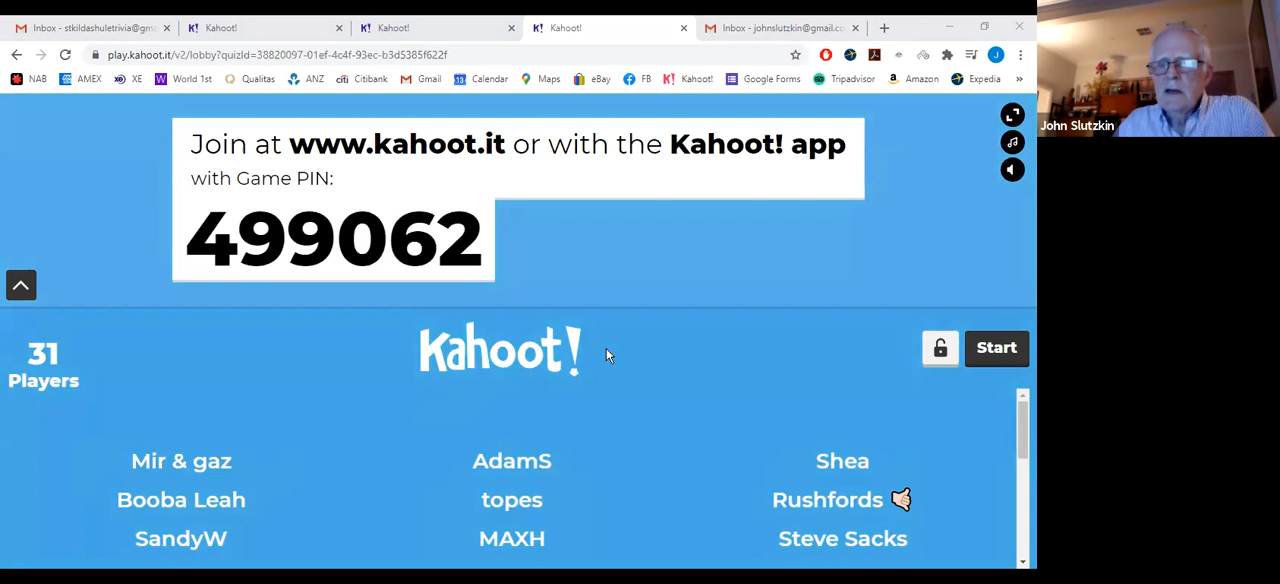 Inbox - stkildashuletrivia@gma
Kahoot!
Kahoot!
Kahoot!
Inbox - johnslutzkin@gmail.co
play.kahoot.it/v2/lobby?quizId=38820097-01ef-4c4f-93ec-b3d5385f622f
NAB AMEX XE World 1st Qualitas ANZ citi Citibank Gmail Calendar Maps eBay FB Kahoot! Google Forms Tripadvisor Amazon Expedia »
Join at www.kahoot.it or with the Kahoot! app
with Game PIN:
499062
John Slutzkin
31
Players
Kahoot!
Start
Mir & gaz AdamS Shea
Booba Leah topes Rushfords
SandyW MAXH Steve Sacks